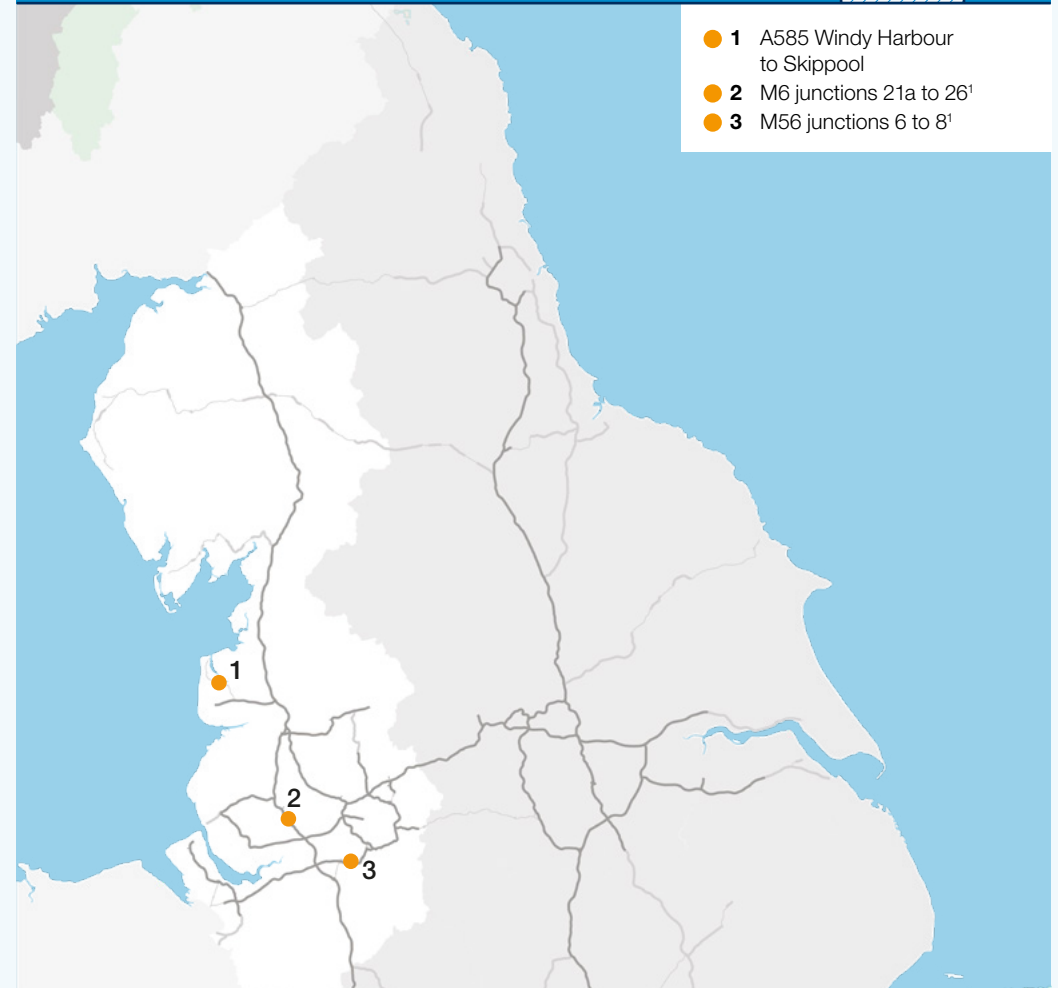 1 A585 Windy Harbour
to Skippool
2 M6 junctions 21a to 26¹
3 M56 junctions 6 to 8¹
1
2
3